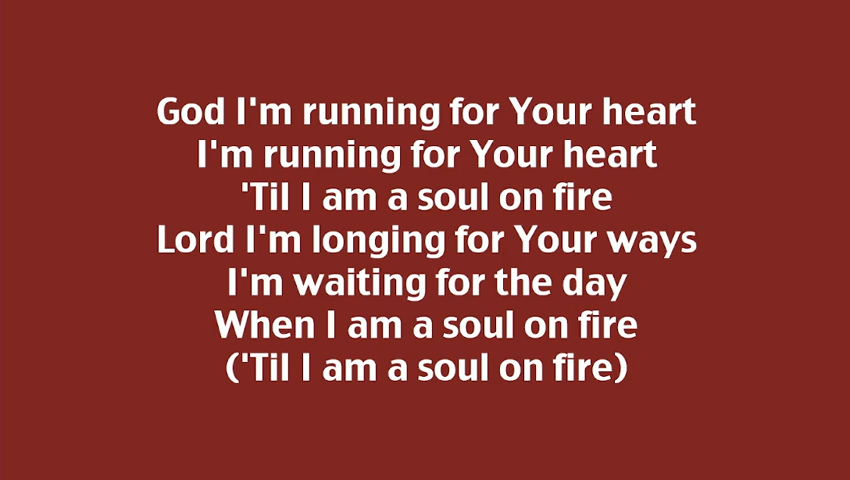 God I'm running for Your heart
I'm running for Your heart
'Til I am a soul on fire
Lord I'm longing for Your ways
I'm waiting for the day
When I am a soul on fire
('Til I am a soul on fire)